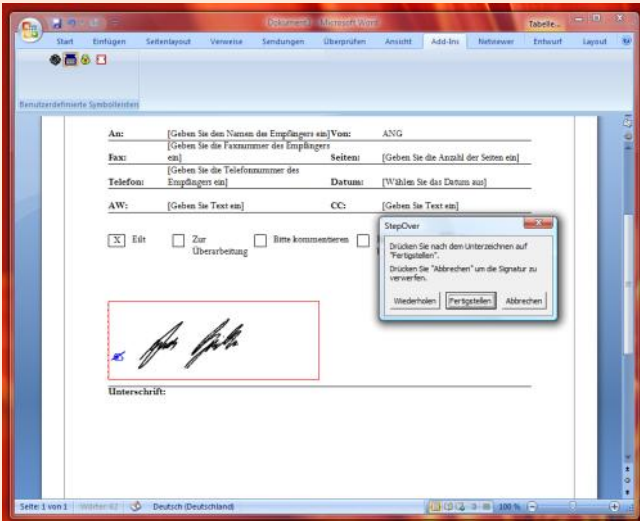 Dokument1 - Microsoft Word
Tabelle...
Start Einfügen Seitenlayout Verweise Sendungen Überprüfen Ansicht Add-Ins Netviewer Entwurf Layout
Benutzerdefinierte Symbolleisten
An: [Geben Sie den Namen des Empfängers ein] Von: ANG
Fax: [Geben Sie die Faxnummer des Empfängers ein] Seiten: [Geben Sie die Anzahl der Seiten ein]
Telefon: [Geben Sie die Telefonnummer des Empfängers ein] Datum: [Wählen Sie das Datum aus]
AW: [Geben Sie Text ein] CC: [Geben Sie Text ein]
X Eilt Zur Überarbeitung Bitte kommentieren
StepOver
Drücken Sie nach dem Unterzeichnen auf
"Fertigstellen".
Drücken Sie "Abbrechen" um die Signatur zu
verwerfen.
Wiederholen Fertigstellen Abbrechen
Unterschrift:
Seite: 1 von 1 Wörter: 62 Deutsch (Deutschland) 100 %